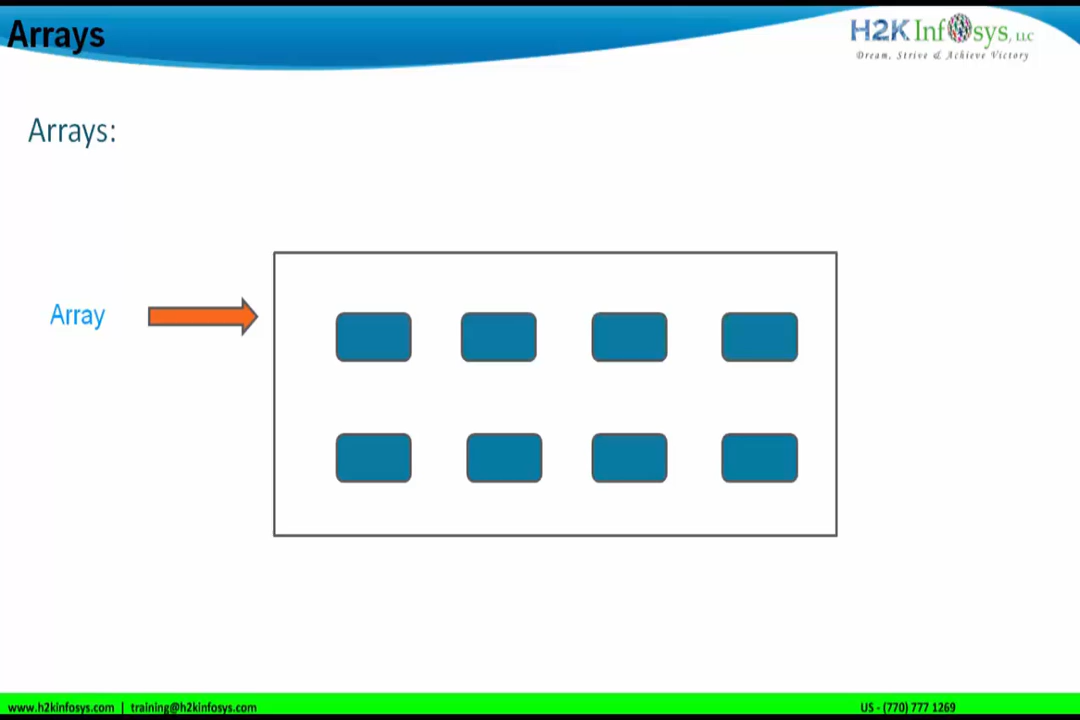 Arrays
H2K Infosys, LLC
Dream, Strive & Achieve Victory
Arrays:
Array
www.h2kinfosys.com | training@h2kinfosys.com
US - (770) 777 1269